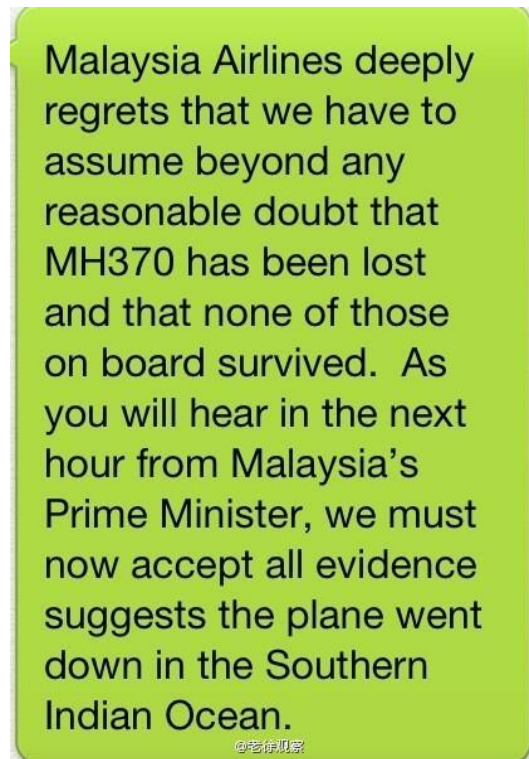 Malaysia Airlines deeply
regrets that we have to
assume beyond any
reasonable doubt that
MH370 has been lost
and that none of those
on board survived.  As
you will hear in the next
hour from Malaysia’s
Prime Minister, we must
now accept all evidence
suggests the plane went
down in the Southern
Indian Ocean.
@老徐观察